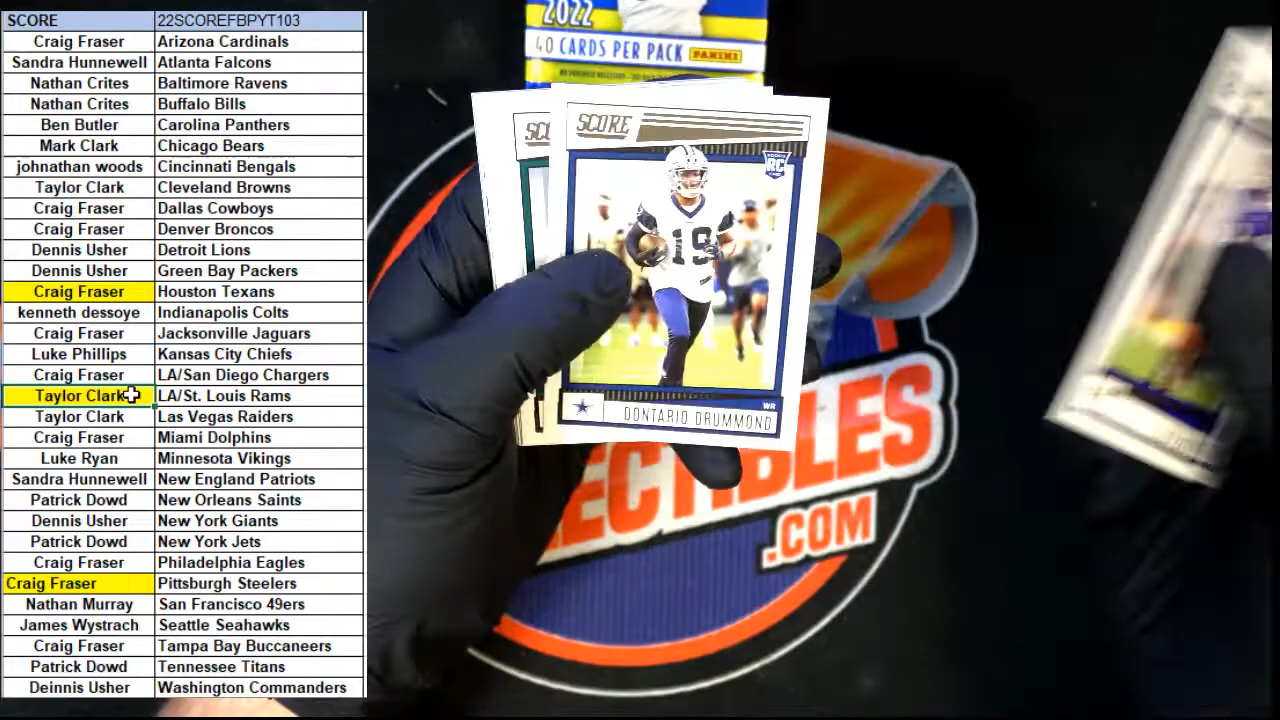 SCORE 22SCOREFBPYT103
Craig Fraser Arizona Cardinals
Sandra Hunnewell Atlanta Falcons
Nathan Crites Baltimore Ravens
Nathan Crites Buffalo Bills
Ben Butler Carolina Panthers
Mark Clark Chicago Bears
johnathan woods Cincinnati Bengals
Taylor Clark Cleveland Browns
Craig Fraser Dallas Cowboys
Craig Fraser Denver Broncos
Dennis Usher Detroit Lions
Dennis Usher Green Bay Packers
Craig Fraser Houston Texans
kenneth dessoye Indianapolis Colts
Craig Fraser Jacksonville Jaguars
Luke Phillips Kansas City Chiefs
Craig Fraser LA/San Diego Chargers
Taylor Clark LA/St. Louis Rams
Taylor Clark Las Vegas Raiders
Craig Fraser Miami Dolphins
Luke Ryan Minnesota Vikings
Sandra Hunnewell New England Patriots
Patrick Dowd New Orleans Saints
Dennis Usher New York Giants
Patrick Dowd New York Jets
Craig Fraser Philadelphia Eagles
Craig Fraser Pittsburgh Steelers
Nathan Murray San Francisco 49ers
James Wystrach Seattle Seahawks
Craig Fraser Tampa Bay Buccaneers
Patrick Dowd Tennessee Titans
Deinnis Usher Washington Commanders
2022
40 CARDS PER PACK PANINI
SC
SCORE
RC
19
WR
DONTARIO DRUMMOND
ECTIBLES
.COM